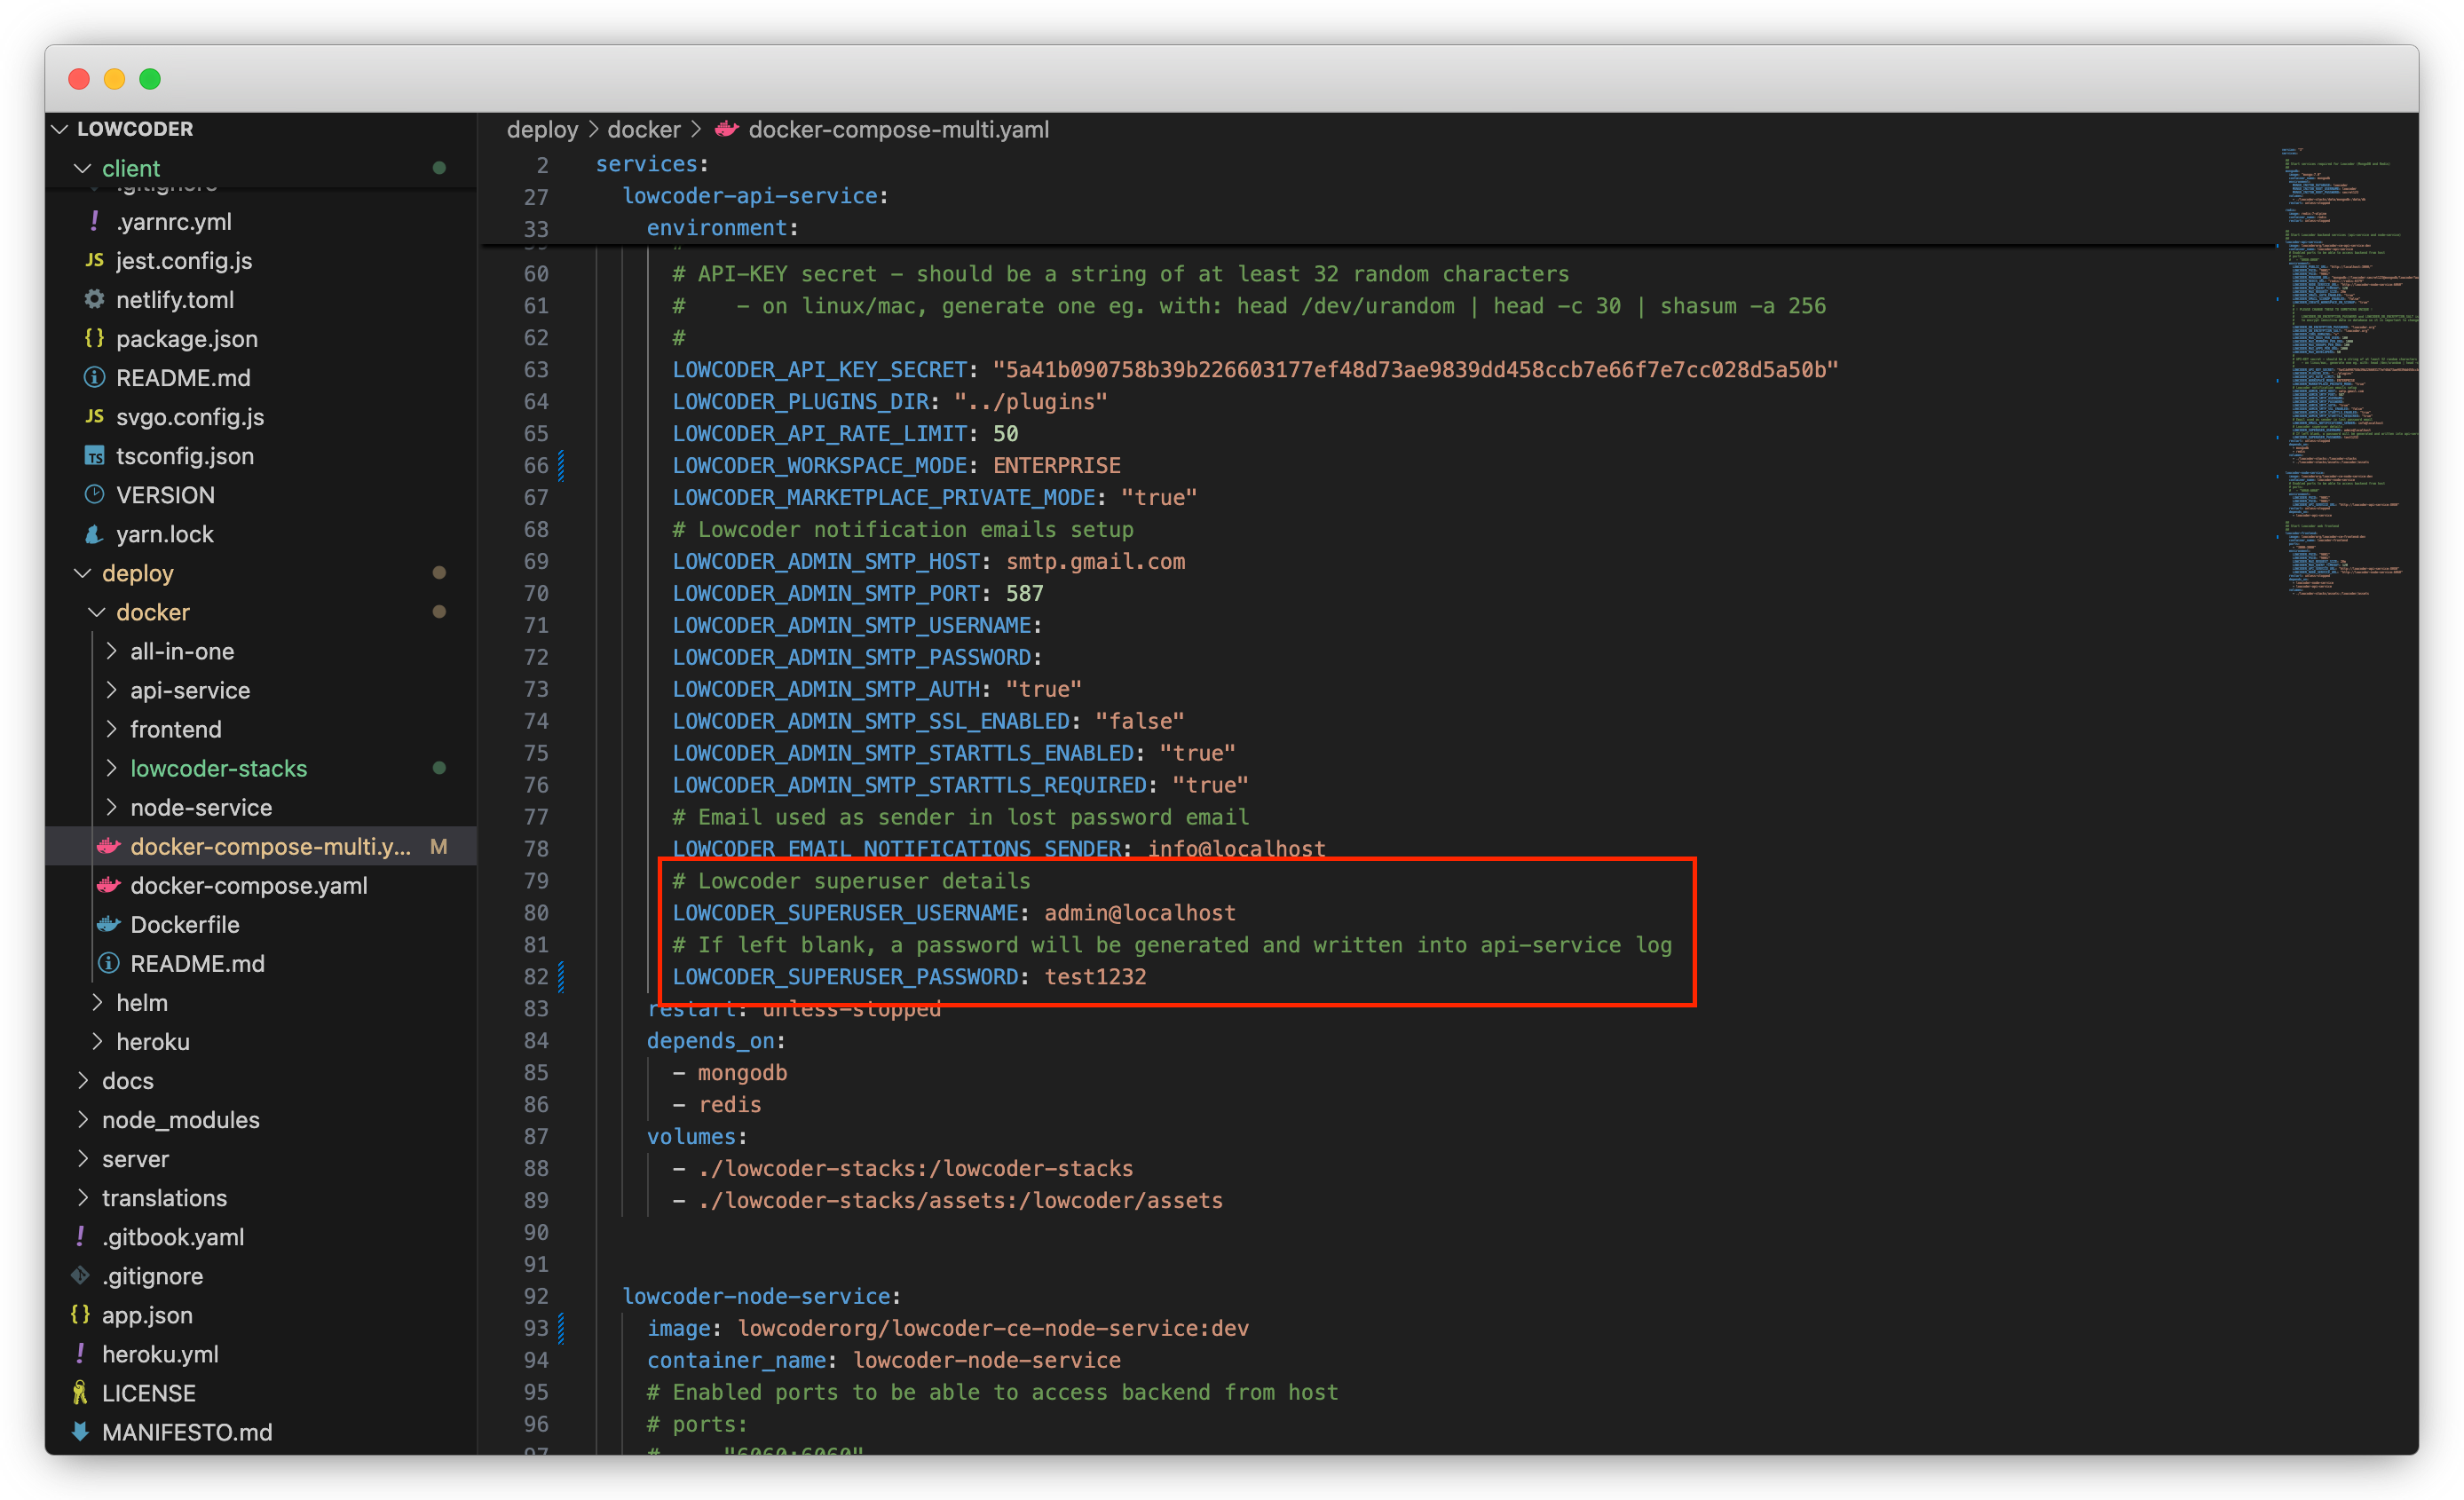 LOWCODER
client
.gitignore
.yarnrc.yml
jest.config.js
netlify.toml
package.json
README.md
svgo.config.js
tsconfig.json
VERSION
yarn.lock
deploy
docker
all-in-one
api-service
frontend
lowcoder-stacks
node-service
docker-compose-multi.y... M
docker-compose.yaml
Dockerfile
README.md
helm
heroku
docs
node_modules
server
translations
.gitbook.yaml
.gitignore
app.json
heroku.yml
LICENSE
MANIFESTO.md
deploy > docker > docker-compose-multi.yaml
2 services:
27 lowcoder-api-service:
33 environment:
60 # API-KEY secret - should be a string of at least 32 random characters
61 # - on linux/mac, generate one eg. with: head /dev/urandom | head -c 30 | shasum -a 256
62 #
63 LOWCODER_API_KEY_SECRET: "5a41b090758b39b226603177ef48d73ae9839dd458ccb7e66f7e7cc028d5a50b"
64 LOWCODER_PLUGINS_DIR: "../plugins"
65 LOWCODER_API_RATE_LIMIT: 50
66 LOWCODER_WORKSPACE_MODE: ENTERPRISE
67 LOWCODER_MARKETPLACE_PRIVATE_MODE: "true"
68 # Lowcoder notification emails setup
69 LOWCODER_ADMIN_SMTP_HOST: smtp.gmail.com
70 LOWCODER_ADMIN_SMTP_PORT: 587
71 LOWCODER_ADMIN_SMTP_USERNAME:
72 LOWCODER_ADMIN_SMTP_PASSWORD:
73 LOWCODER_ADMIN_SMTP_AUTH: "true"
74 LOWCODER_ADMIN_SMTP_SSL_ENABLED: "false"
75 LOWCODER_ADMIN_SMTP_STARTTLS_ENABLED: "true"
76 LOWCODER_ADMIN_SMTP_STARTTLS_REQUIRED: "true"
77 # Email used as sender in lost password email
78 LOWCODER_EMAIL_NOTIFICATIONS_SENDER: info@localhost
79 # Lowcoder superuser details
80 LOWCODER_SUPERUSER_USERNAME: admin@localhost
81 # If left blank, a password will be generated and written into api-service log
82 LOWCODER_SUPERUSER_PASSWORD: test1232
83 restart: unless-stopped
84 depends_on:
85 - mongodb
86 - redis
87 volumes:
88 - ./lowcoder-stacks:/lowcoder-stacks
89 - ./lowcoder-stacks/assets:/lowcoder/assets
90
91
92 lowcoder-node-service:
93 image: lowcoderorg/lowcoder-ce-node-service:dev
94 container_name: lowcoder-node-service
95 # Enabled ports to be able to access backend from host
96 # ports:
97 # - "6060:6060"